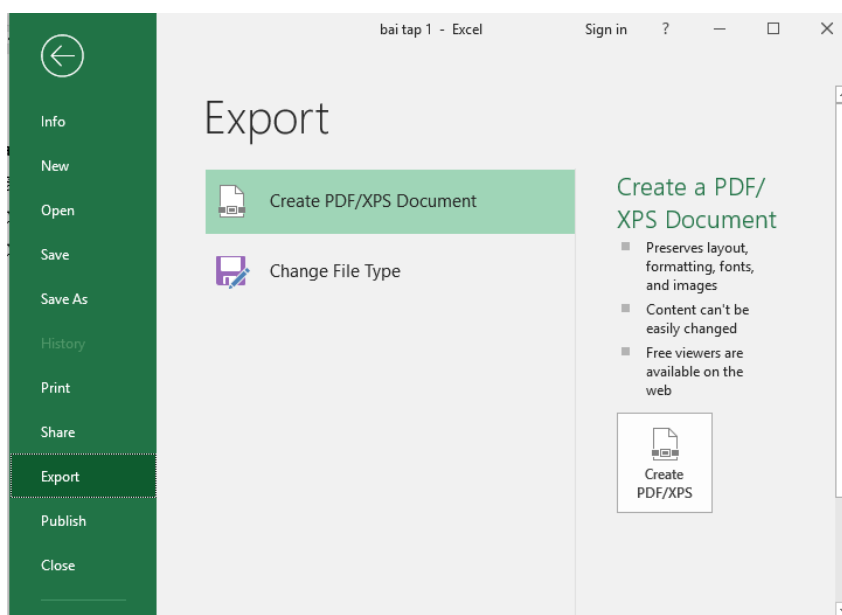 bai tap 1 - Excel
Sign in
?
Info
New
Open
Save
Save As
History
Print
Share
Export
Publish
Close
Export
Create PDF/XPS Document
Change File Type
Create a PDF/
XPS Document
Preserves layout,
formatting, fonts,
and images
Content can't be
easily changed
Free viewers are
available on the
web
Create
PDF/XPS